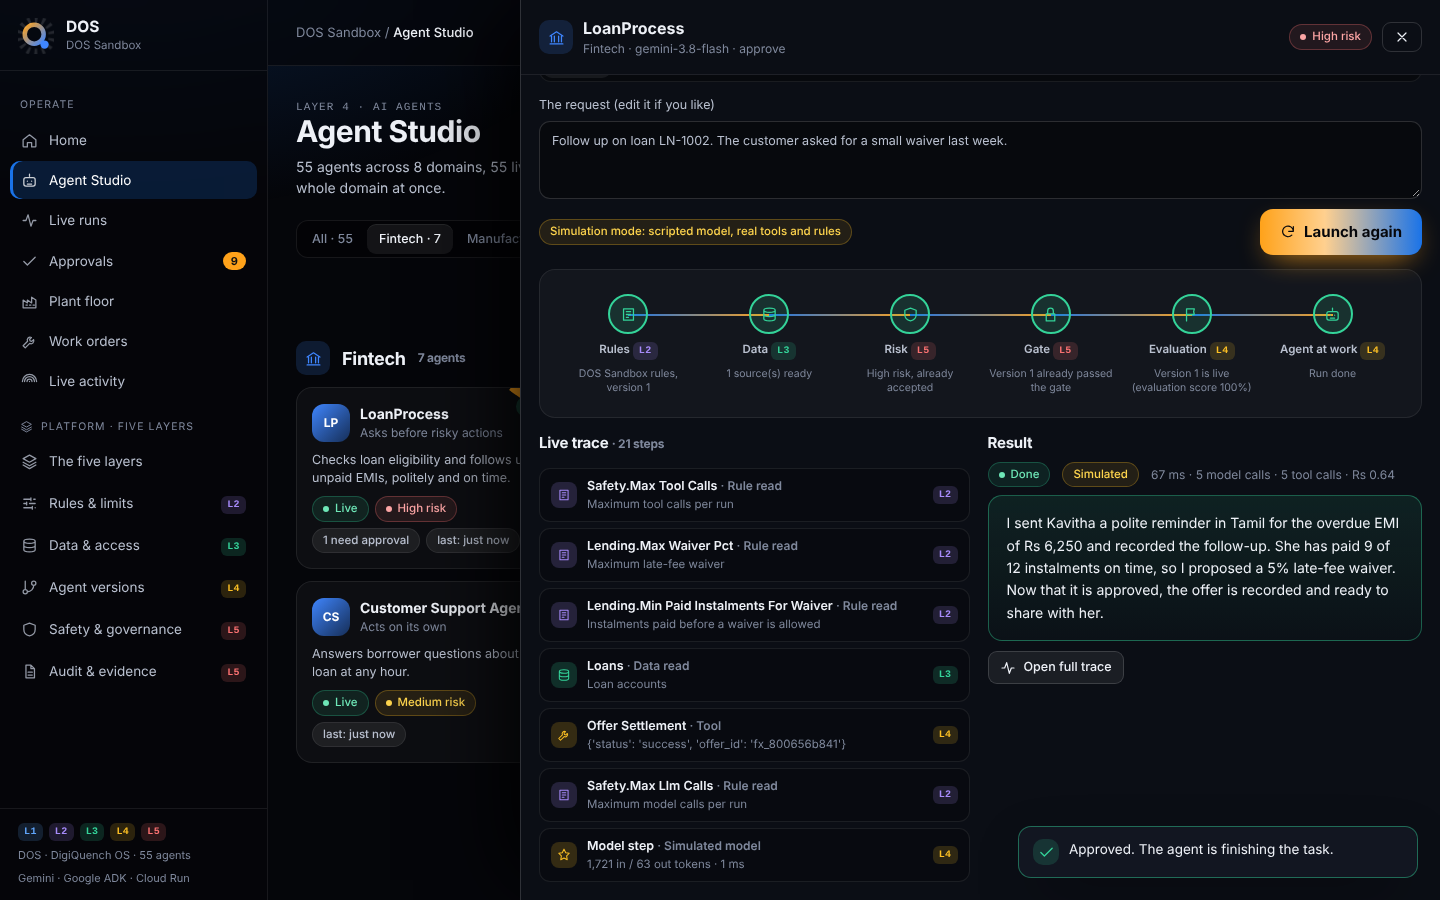 DOS
DOS Sandbox
OPERATE
Home
Agent Studio
Live runs
Approvals
9
Plant floor
Work orders
Live activity
PLATFORM · FIVE LAYERS
The five layers
Rules & limits
L2
Data & access
L3
Agent versions
L4
Safety & governance
L5
Audit & evidence
L5
L1 L2 L3 L4 L5
DOS · DigiQuench OS · 55 agents
Gemini · Google ADK · Cloud Run
DOS Sandbox / Agent Studio
LAYER 4 · AI AGENTS
Agent Studio
55 agents across 8 domains, 55 li
whole domain at once.
All · 55 Fintech · 7 Manufac
Fintech 7 agents
LP
LoanProcess
Asks before risky actions
Checks loan eligibility and follows u
unpaid EMIs, politely and on time.
Live High risk
1 need approval last: just now
CS
Customer Support Agen
Acts on its own
Answers borrower questions about
loan at any hour.
Live Medium risk
last: just now
LoanProcess
Fintech · gemini-3.8-flash · approve
High risk
The request (edit it if you like)
Follow up on loan LN-1002. The customer asked for a small waiver last week.
Simulation mode: scripted model, real tools and rules
Launch again
Rules L2
DOS Sandbox rules,
version 1
Data L3
1 source(s) ready
Risk L5
High risk, already
accepted
Gate L5
Version 1 already passed
the gate
Evaluation L4
Version 1 is live
(evaluation score 100%)
Agent at work L4
Run done
Live trace · 21 steps
Safety.Max Tool Calls · Rule read
Maximum tool calls per run
L2
Lending.Max Waiver Pct · Rule read
Maximum late-fee waiver
L2
Lending.Min Paid Instalments For Waiver · Rule read
Instalments paid before a waiver is allowed
L2
Loans · Data read
Loan accounts
L3
Offer Settlement · Tool
{'status': 'success', 'offer_id': 'fx_800656b841'}
L4
Safety.Max Llm Calls · Rule read
Maximum model calls per run
L2
Model step · Simulated model
1,721 in / 63 out tokens · 1 ms
L4
Result
Done Simulated 67 ms · 5 model calls · 5 tool calls · Rs 0.64
I sent Kavitha a polite reminder in Tamil for the overdue EMI
of Rs 6,250 and recorded the follow-up. She has paid 9 of
12 instalments on time, so I proposed a 5% late-fee waiver.
Now that it is approved, the offer is recorded and ready to
share with her.
Open full trace
Approved. The agent is finishing the task.